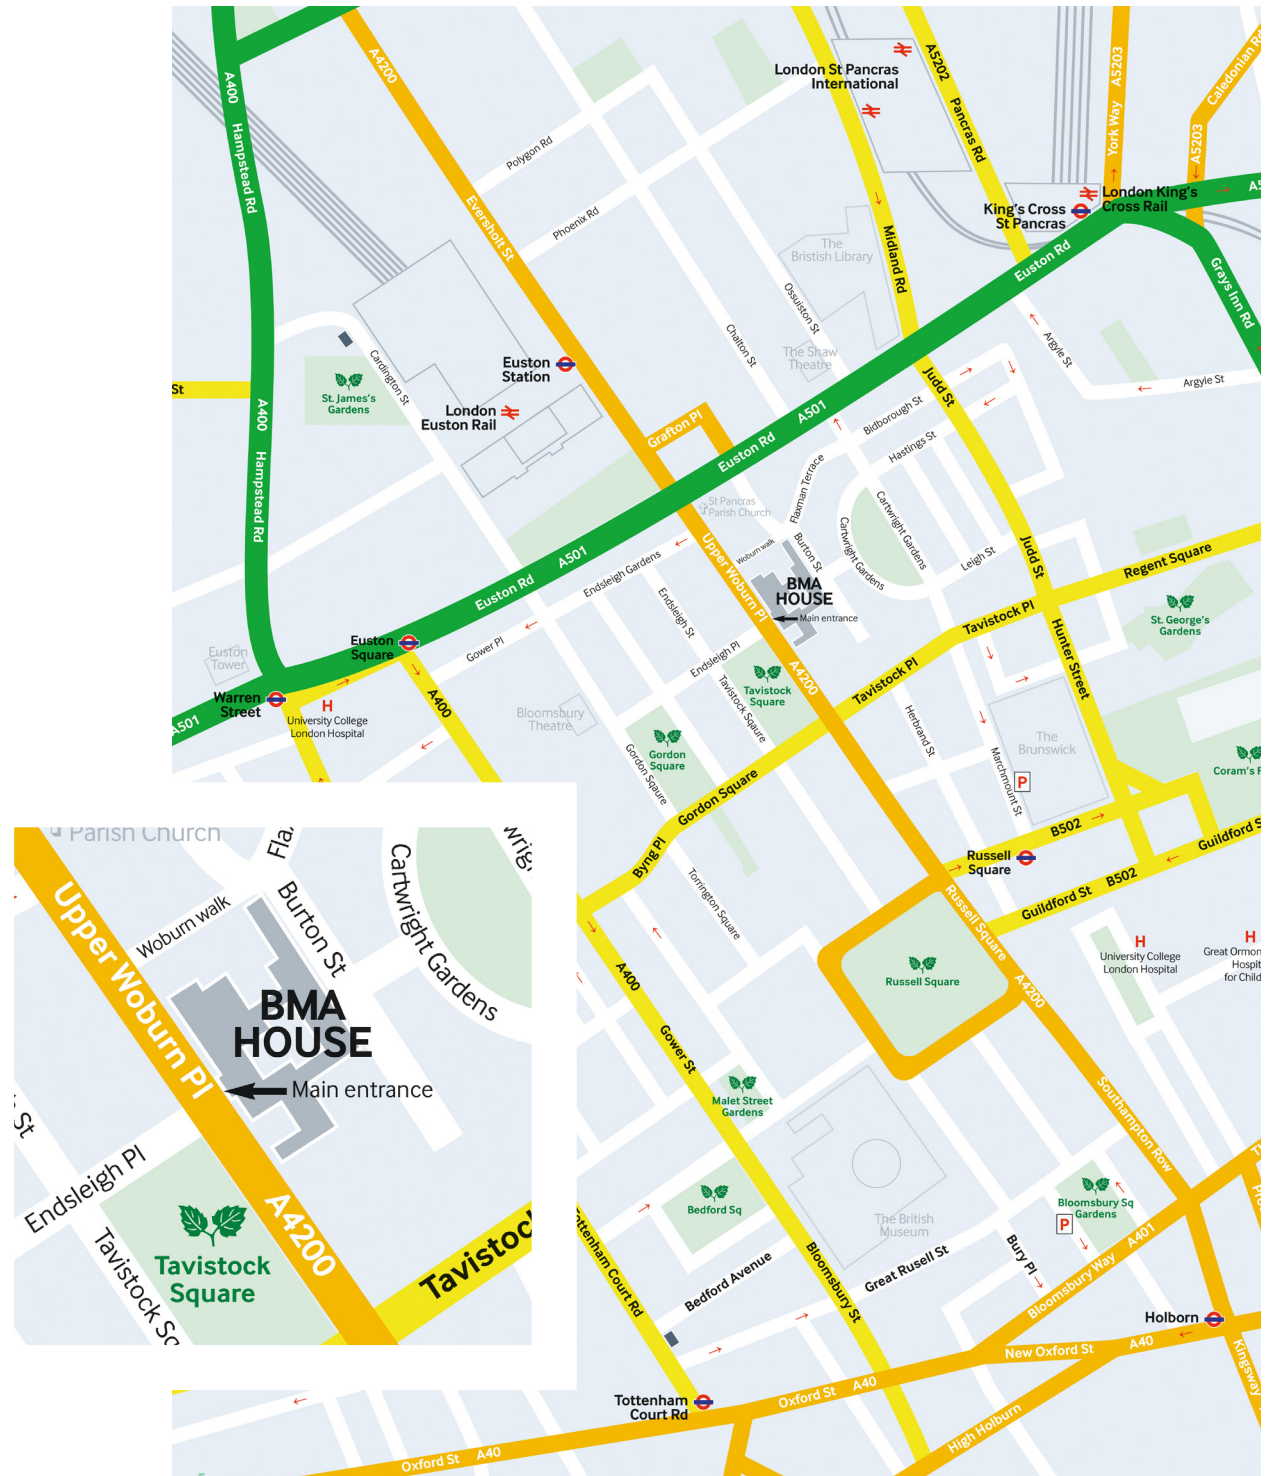 A4200
A5202
London St Pancras
International
A5203
Caledonian Rd
A400
Pancras Rd
York Way
A5203
Polygon Rd
Hampstead Rd
London King's
Cross Rail
King's Cross
St Pancras
Eversholt St
Phoenix Rd
The
Bristish Library
Midland Rd
Euston Rd
Grays Inn Rd
Ossuiston St
Chalton St
The Shaw
Theatre
Argyle St
Argyle St
Cardington St
Euston
Station
St
St. James's
Gardens
London
Euston Rail
A400
Judd St
A501
Bidborough St
Grafton Pl
Euston Rd
Hastings St
Hampstead Rd
Flaxman Terrace
St Pancras
Parish Church
Cartwright Gardens
Cartwright Gardens
Upper Woburn Pl
Woburn walk
Burton St
Leigh St
Judd St
Regent Square
A501
Euston Rd
Endsleigh Gardens
BMA
HOUSE
Main entrance
Endsleigh St
Tavistock Pl
St. George's
Gardens
Hunter Street
Euston
Square
Gower Pl
Endsleigh Pl
Euston
Tower
A4200
Tavistock Pl
Tavistock
Square
Tavistock Sqaure
Warren
Street
A501
H
University College
London Hospital
A400
Bloomsbury
Theatre
Gordon
Square
Gordon Sqaure
Herbrand St
The
Brunswick
Marchmount St
P
Coram's F
Gordon Square
B502
Guildford S
Byng Pl
Russell
Square
Torrington Square
Russell Square
Guildford St
B502
H
University College
London Hospital
H
Great Ormon
Hospit
for Child
A400
Russell Square
A4200
Gower St
Malet Street
Gardens
Southampton Row
Bedford Sq
The British
Museum
Bloomsbury Sq
Gardens
P
Tottenham Court Rd
Bedford Avenue
Bloomsbury St
Great Rusell St
Bury Pl
Bloomsbury Way
A401
Holborn
New Oxford St
A40
Kingsway
Oxford St
A40
Tottenham
Court Rd
High Holburn
Oxford St
A40
Parish Church
Fla
Upper Woburn Pl
Woburn walk
Burton St
Cartwright Gardens
wrig
BMA
HOUSE
Main entrance
St
Endsleigh Pl
A4200
Tavistock
Square
Tavistock Sq
Tavistoc